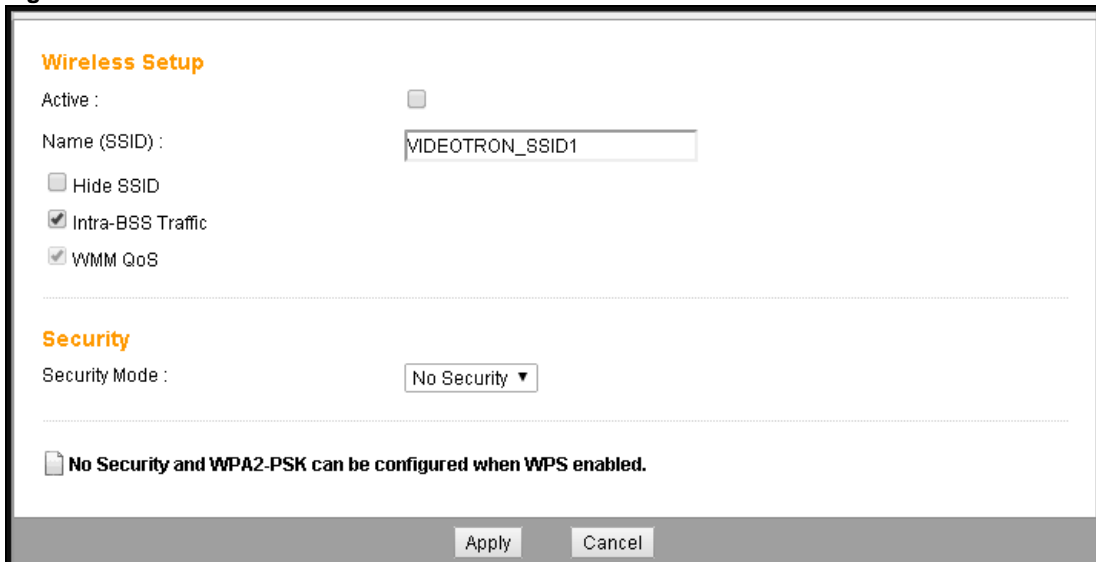 Wireless Setup
Active :
Name (SSID) : VIDEOTRON_SSID1
Hide SSID
Intra-BSS Traffic
WMM QoS
Security
Security Mode : No Security
No Security and WPA2-PSK can be configured when WPS enabled.
Apply Cancel